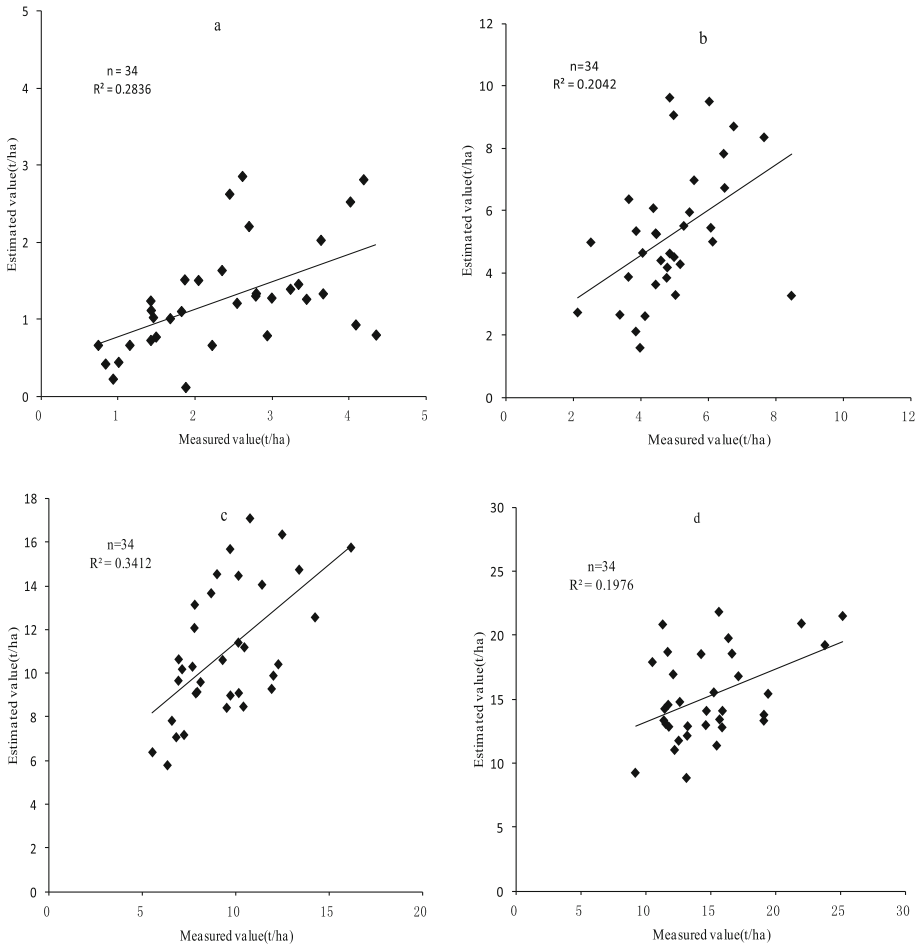 a
n = 34
R² = 0.2836
5
4
3
2
1
0
Estimated value(t/ha)
0 1 2 3 4 5
Measured value(t/ha)
b
n=34
R² = 0.2042
12
10
8
6
4
2
0
Estimated value(t/ha)
0 2 4 6 8 10 12
Measured value(t/ha)
c
n=34
R² = 0.3412
18
16
14
12
10
8
6
4
2
0
Estimated value(t/ha)
0 5 10 15 20
Measured value(t/ha)
d
n=34
R² = 0.1976
30
25
20
15
10
5
0
Estimated value(t/ha)
0 5 10 15 20 25 30
Measured value(t/ha)